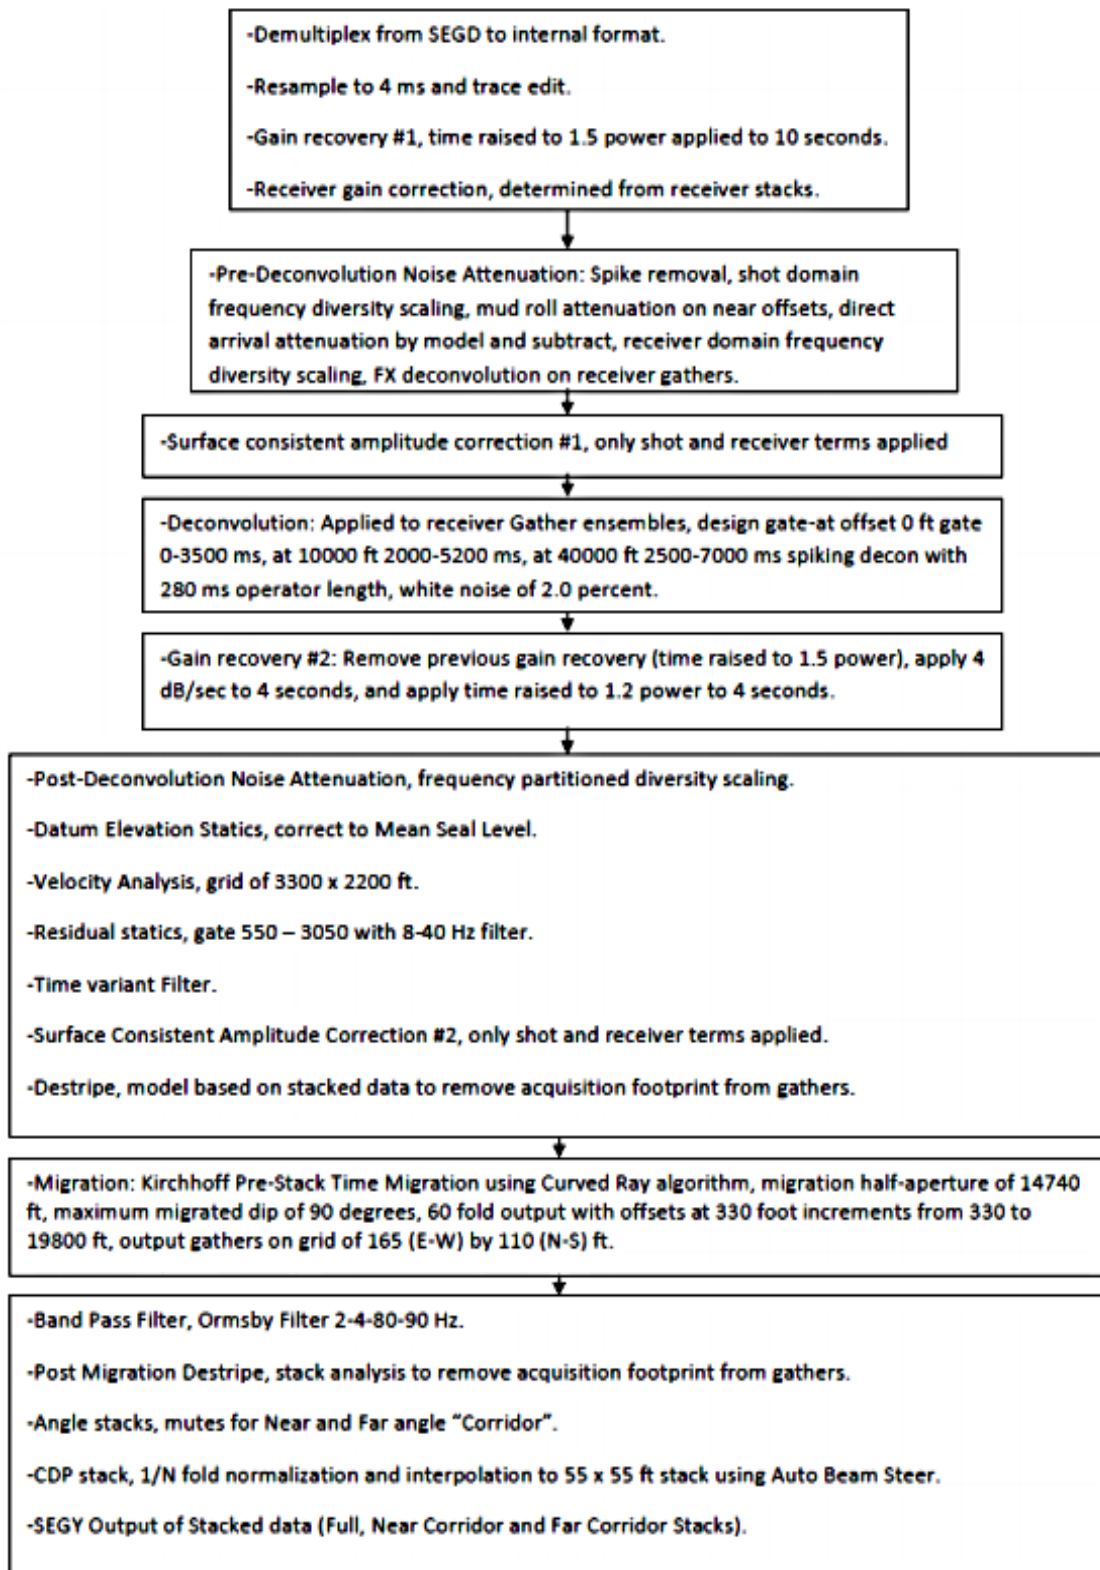 -Demultiplex from SEGD to internal format.
-Resample to 4 ms and trace edit.
-Gain recovery #1, time raised to 1.5 power applied to 10 seconds.
-Receiver gain correction, determined from receiver stacks.
-Pre-Deconvolution Noise Attenuation: Spike removal, shot domain
frequency diversity scaling, mud roll attenuation on near offsets, direct
arrival attenuation by model and subtract, receiver domain frequency
diversity scaling, FX deconvolution on receiver gathers.
-Surface consistent amplitude correction #1, only shot and receiver terms applied
-Deconvolution: Applied to receiver Gather ensembles, design gate-at offset 0 ft gate
0-3500 ms, at 10000 ft 2000-5200 ms, at 40000 ft 2500-7000 ms spiking decon with
280 ms operator length, white noise of 2.0 percent.
-Gain recovery #2: Remove previous gain recovery (time raised to 1.5 power), apply 4
dB/sec to 4 seconds, and apply time raised to 1.2 power to 4 seconds.
-Post-Deconvolution Noise Attenuation, frequency partitioned diversity scaling.
-Datum Elevation Statics, correct to Mean Seal Level.
-Velocity Analysis, grid of 3300 x 2200 ft.
-Residual statics, gate 550 – 3050 with 8-40 Hz filter.
-Time variant Filter.
-Surface Consistent Amplitude Correction #2, only shot and receiver terms applied.
-Destripe, model based on stacked data to remove acquisition footprint from gathers.
-Migration: Kirchhoff Pre-Stack Time Migration using Curved Ray algorithm, migration half-aperture of 14740
ft, maximum migrated dip of 90 degrees, 60 fold output with offsets at 330 foot increments from 330 to
19800 ft, output gathers on grid of 165 (E-W) by 110 (N-S) ft.
-Band Pass Filter, Ormsby Filter 2-4-80-90 Hz.
-Post Migration Destripe, stack analysis to remove acquisition footprint from gathers.
-Angle stacks, mutes for Near and Far angle “Corridor”.
-CDP stack, 1/N fold normalization and interpolation to 55 x 55 ft stack using Auto Beam Steer.
-SEGY Output of Stacked data (Full, Near Corridor and Far Corridor Stacks).